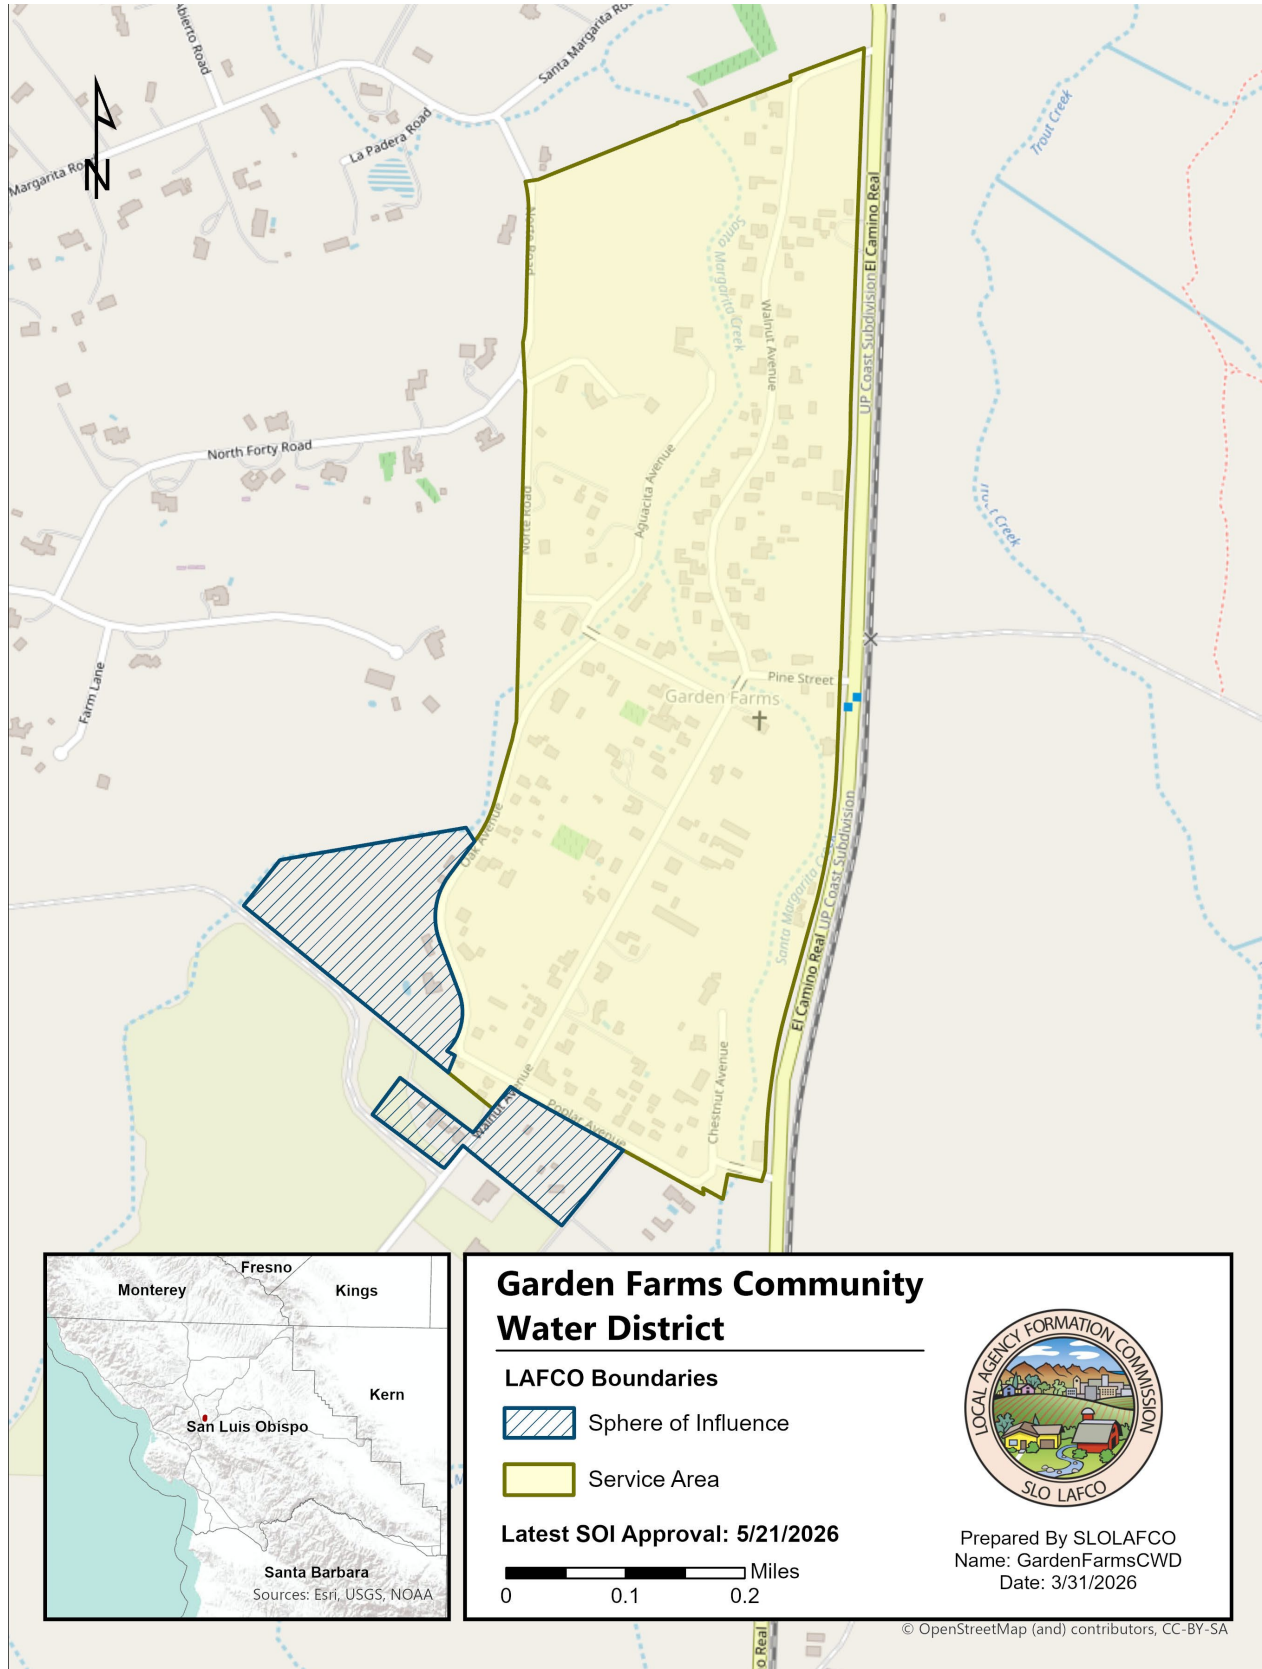 Abierto Road
Santa Margarita Ro
La Padera Road
Margarita Road
N
Trout Creek
Norte Road
Santa Margarita Creek
Walnut Avenue
El Camino Real
UP Coast Subdivision
North Forty Road
Aguacita Avenue
Norte Road
Creek
Farm Lane
Pine Street
Garden Farms
Oak Avenue
UP Coast Subdivision
Santa Margarita Creek
El Camino Real
Walnut Avenue
Poplar Avenue
Chestnut Avenue
Monterey
Fresno
Kings
Kern
San Luis Obispo
Santa Barbara
Sources: Esri, USGS, NOAA
M
Garden Farms Community
Water District
LAFCO Boundaries
Sphere of Influence
Service Area
Latest SOI Approval: 5/21/2026
Miles
0 0.1 0.2
LOCAL AGENCY FORMATION COMMISSION
SLO LAFCO
Prepared By SLOLAFCO
Name: GardenFarmsCWD
Date: 3/31/2026
© OpenStreetMap (and) contributors, CC-BY-SA
o Real